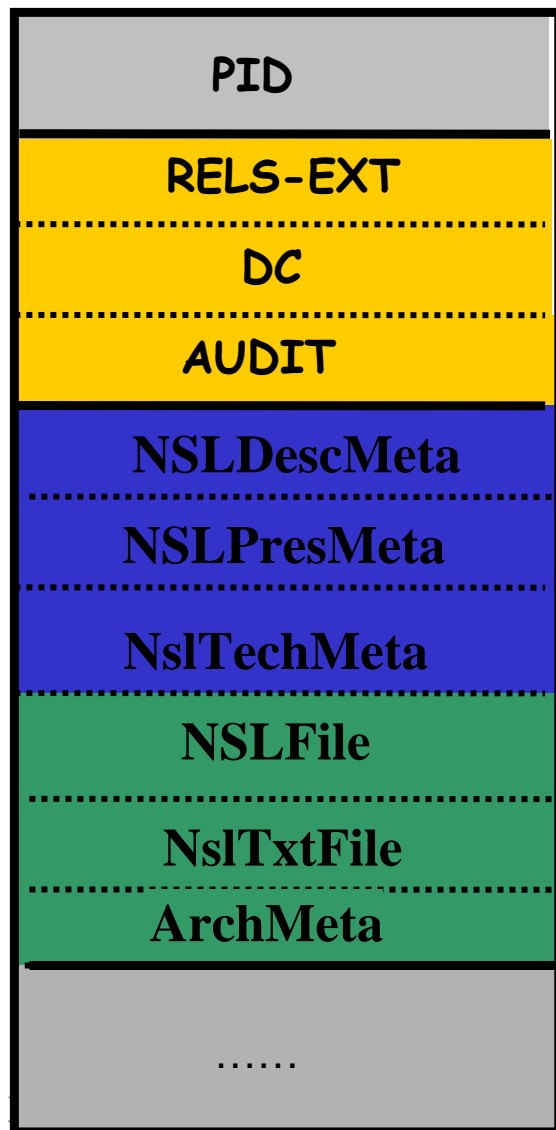 PID
RELS-EXT
DC
AUDIT
NSLDescMeta
NSLPresMeta
NslTechMeta
NSLFile
NslTxtFile
ArchMeta
......